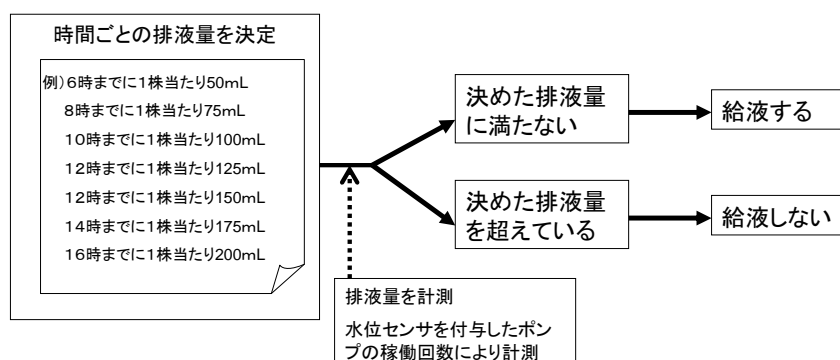 時間ごとの排液量を決定
例)6時までに1株当たり50mL
8時までに1株当たり75mL
10時までに1株当たり100mL
12時までに1株当たり125mL
12時までに1株当たり150mL
14時までに1株当たり175mL
16時までに1株当たり200mL
決めた排液量
に満たない
給液する
決めた排液量
を超えている
給液しない
排液量を計測
水位センサを付与したポン
プの稼働回数により計測